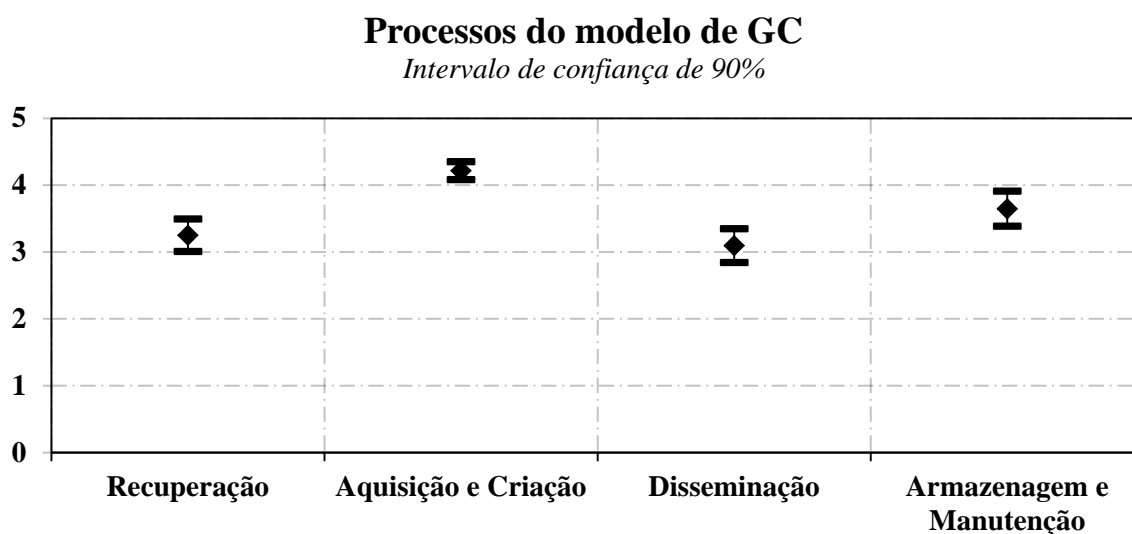 Processos do modelo de GC
Intervalo de confiança de 90%
5
4
3
2
1
0
Recuperação
Aquisição e Criação
Disseminação
Armazenagem e
Manutenção